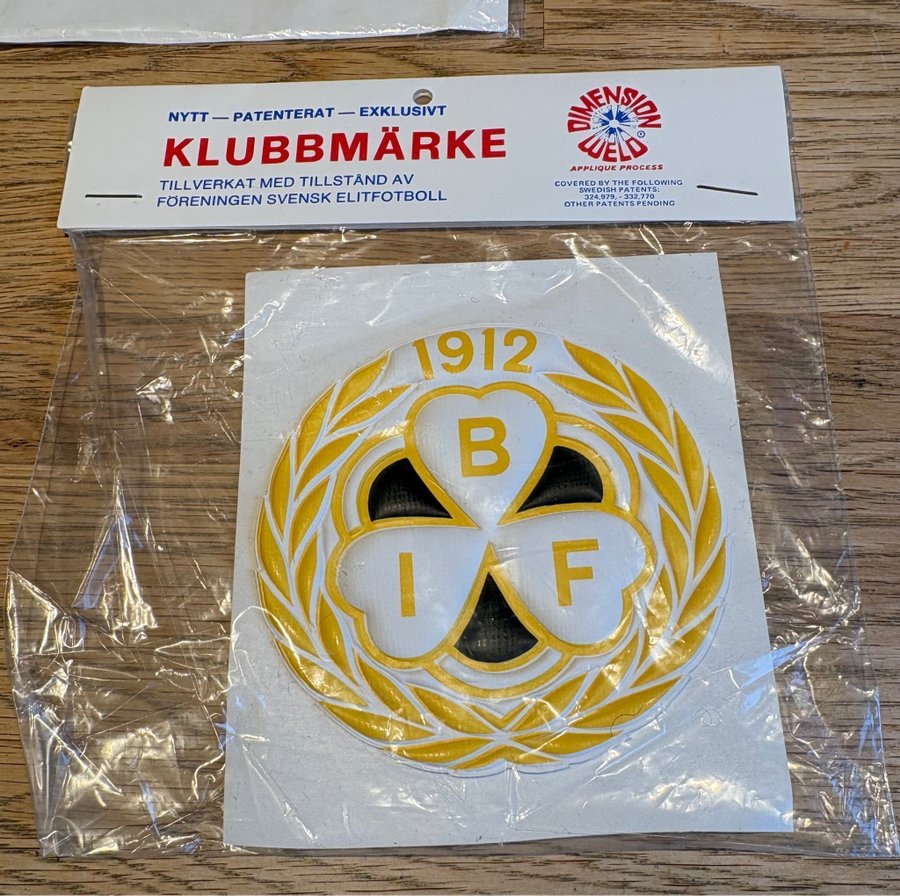 NYTT — PATENTERAT — EXKLUSIVT
KLUBBMÄRKE
TILLVERKAT MED TILLSTÅND AV
FÖRENINGEN SVENSK ELITFOTBOLL
DIMENSION
WELD
APPLIQUE PROCESS
COVERED BY THE FOLLOWING
SWEDISH PATENTS:
324,979, - 332,770
OTHER PATENTS PENDING
1912
B
I F